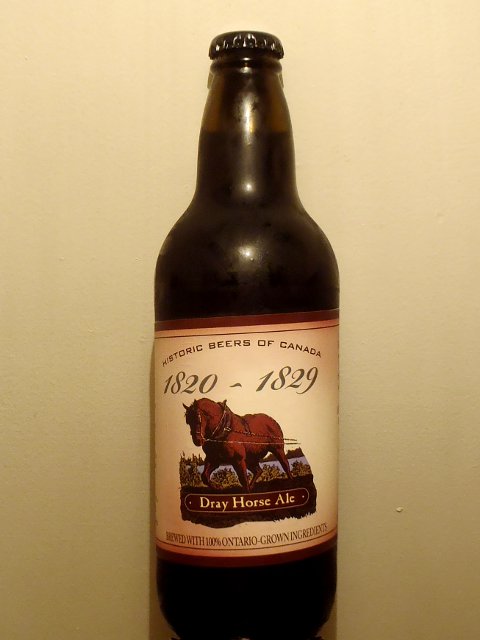 HISTORIC BEERS OF CANADA
1820 - 1829
· Dray Horse Ale ·
BREWED WITH 100% ONTARIO-GROWN INGREDIENTS